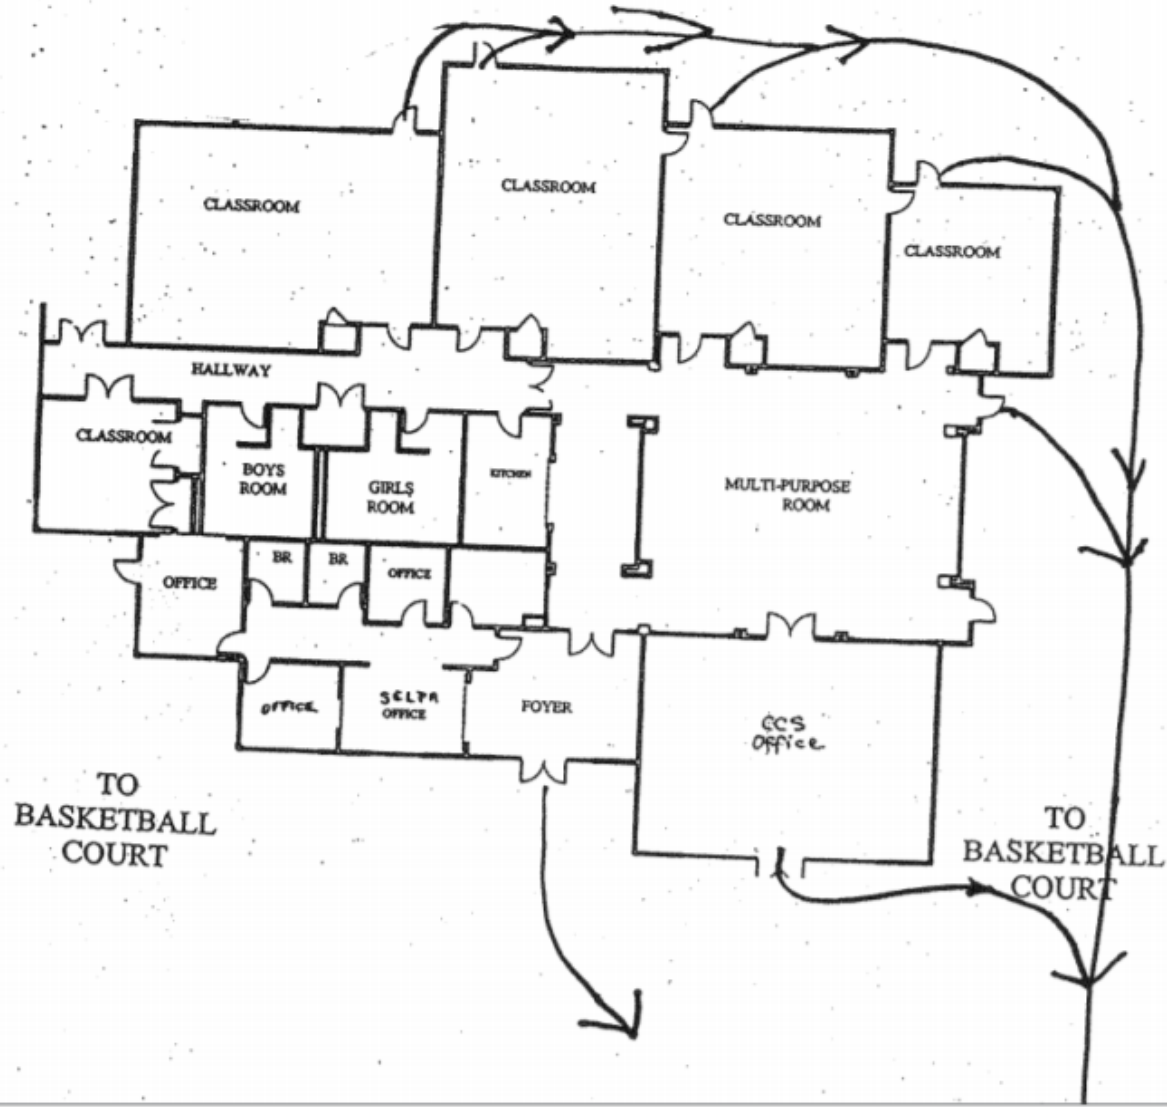 CLASSROOM
CLASSROOM
CLASSROOM
CLASSROOM
HALLWAY
CLASSROOM
BOYS
ROOM
GIRLS
ROOM
KITCHEN
MULTI-PURPOSE
ROOM
OFFICE
BR
BR
OFFICE
OFFICE
SELPA
OFFICE
FOYER
CCS
Office
TO
BASKETBALL
COURT
TO
BASKETBALL
COURT